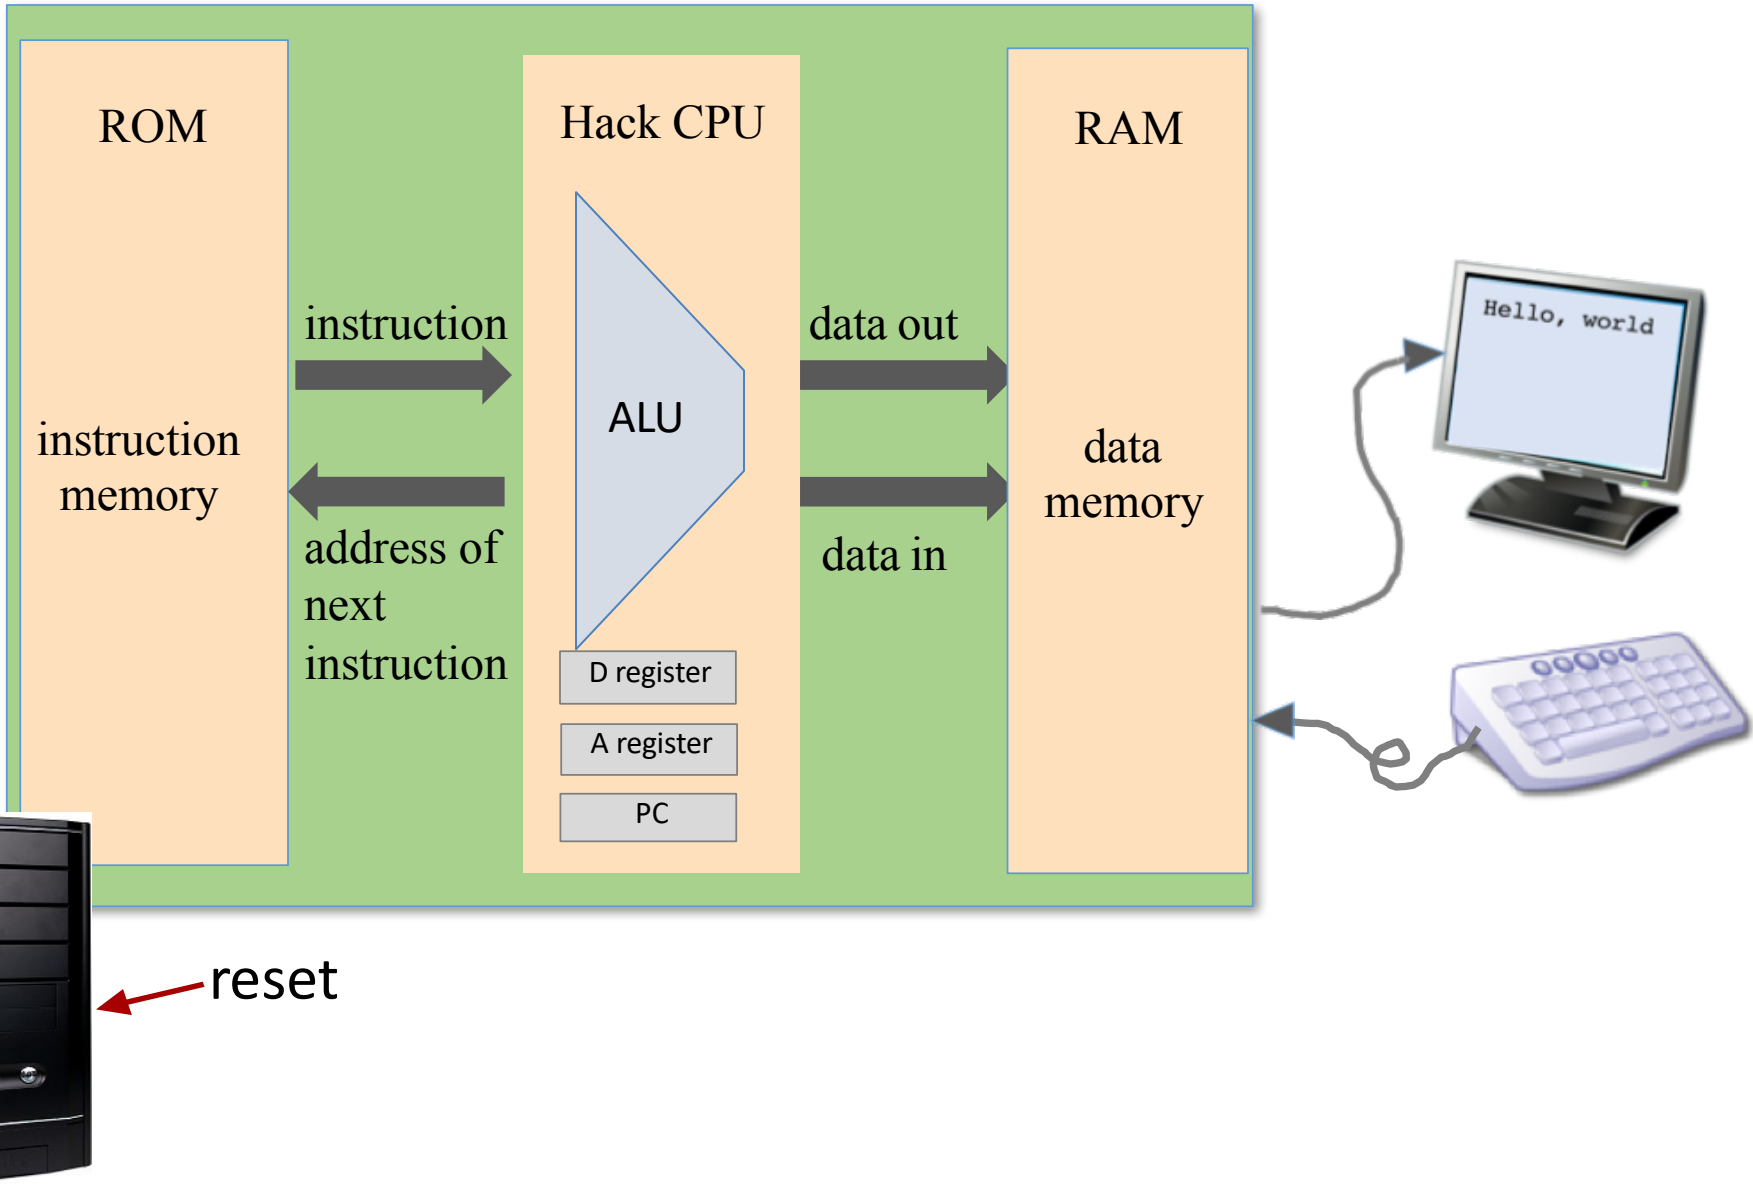 ROM
Hack CPU
RAM
instruction
data out
Hello, world
ALU
instruction
memory
data
memory
address of
next
instruction
data in
D register
A register
PC
reset